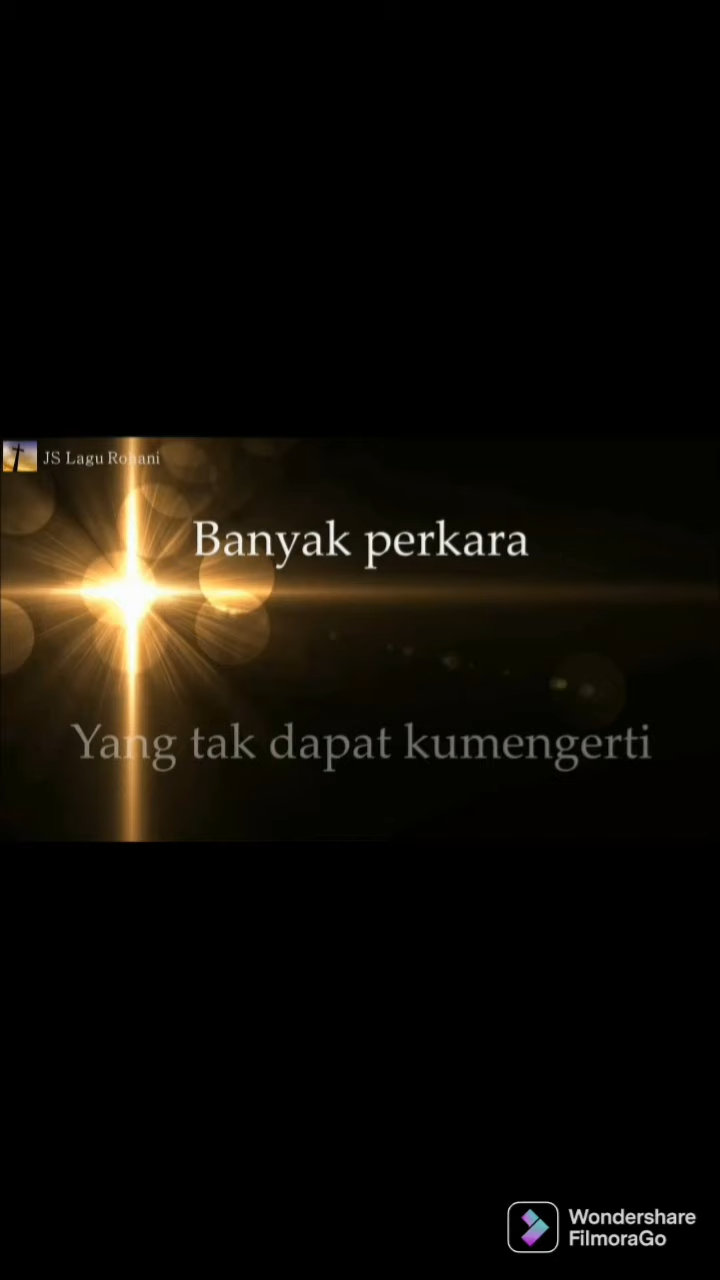 JS Lagu Rohani
Banyak perkara
Yang tak dapat kumengerti
Wondershare
FilmoraGo